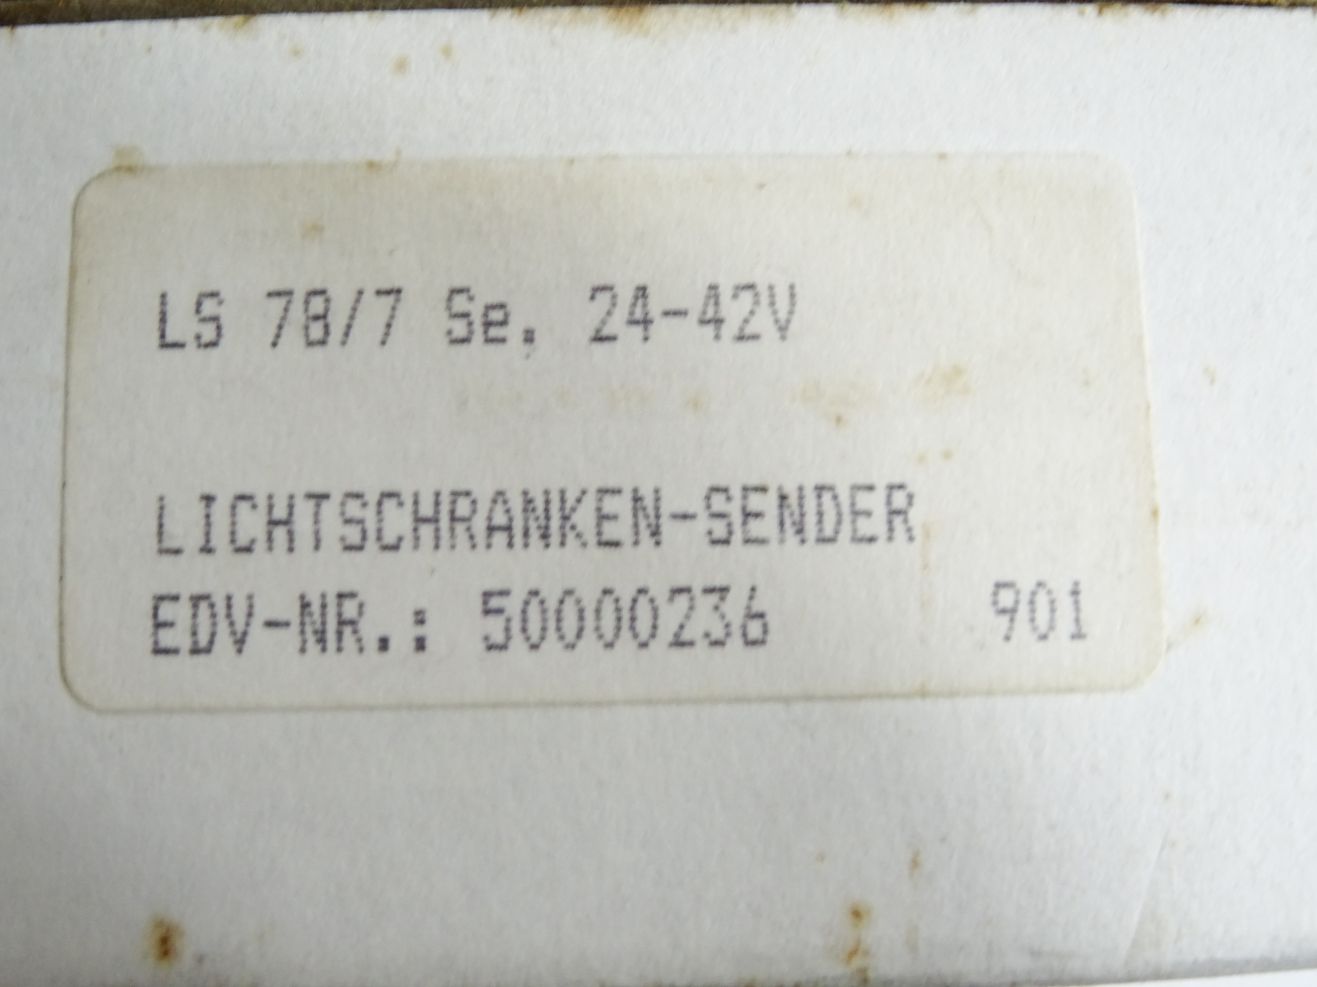 LS 78/7 Se. 24-42V
LICHTSCHRANKEN-SENDER
EDV-NR.: 50000236 901